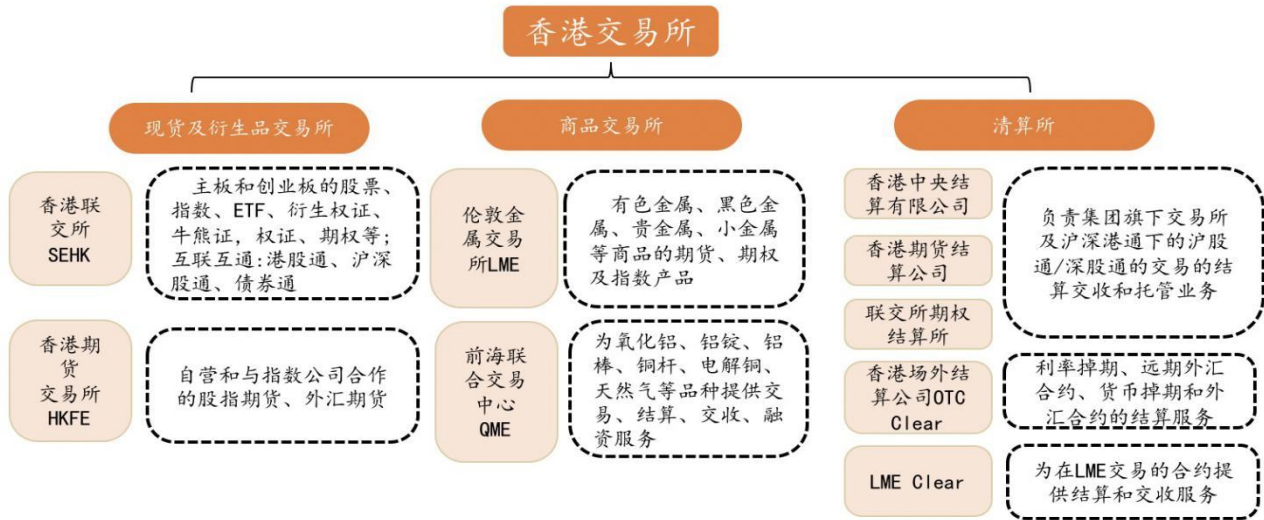 香港交易所
现货及衍生品交易所
香港联
交所
SEHK
主板和创业板的股票、
指数、ETF、衍生权证、
牛熊证，权证、期权等；
互联互通:港股通、沪深
股通、债券通
香港期
货
交易所
HKFE
自营和与指数公司合作
的股指期货、外汇期货
商品交易所
伦敦金
属交易
所LME
有色金属、黑色金
属、贵金属、小金属
等商品的期货、期权
及指数产品
前海联
合交易
中心
QME
为氧化铝、铝锭、铝
棒、铜杆、电解铜、
天然气等品种提供交
易、结算、交收、融
资服务
清算所
香港中央结
算有限公司
香港期货结
算公司
联交所期权
结算所
负责集团旗下交易所
及沪深港通下的沪股
通/深股通的交易的结
算交收和托管业务
香港场外结
算公司OTC
Clear
利率掉期、远期外汇
合约、货币掉期和外
汇合约的结算服务
LME Clear
为在LME交易的合约提
供结算和交收服务